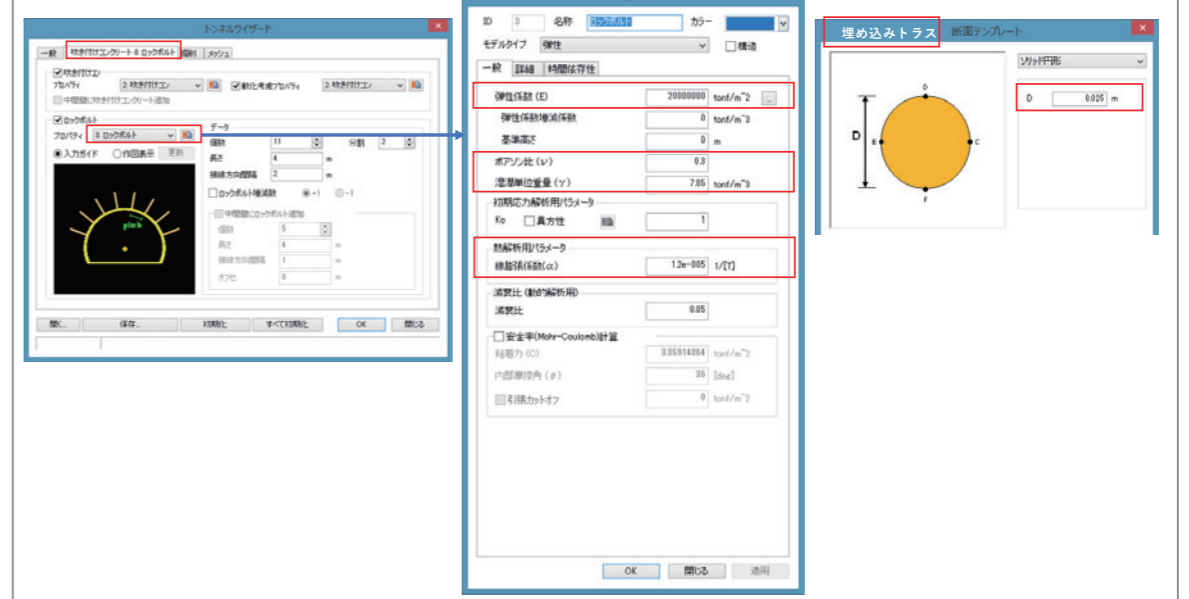 トンネルウィザード
一般 吹き付けコンクリート & ロックボルト 掘削 メッシュ
吹き付けコン
プロパティ 2: 吹き付けコン 軟化考慮プロパティ 2: 吹き付けコン
中間壁に吹き付けコンクリート追加
ロックボルト
プロパティ 3: ロックボルト
入力ガイド 作図表示 更新
pitch
データ
個数 11 分割 2
長さ 4 m
接線方向間隔 2 m
ロックボルト増減数 +1 -1
中間壁にロックボルト追加
個数 5
長さ 4 m
接線方向間隔 1 m
オフセ 0 m
開く... 保存... 初期化 すべて初期化 OK 閉じる
ID 3 名称 ロックボルト カラー
モデルタイプ 弾性 構造
一般 詳細 時間依存性
弾性係数 (E) 20000000 tonf/m^2 ...
弾性係数増減係数 0 tonf/m^3
基準高さ 0 m
ポアソン比 (ν) 0.3
湿潤単位重量 (γ) 7.85 tonf/m^3
初期応力解析用パラメータ
Ko 異方性 1
熱解析用パラメータ
線膨張係数(α) 1.2e-005 1/[T]
減衰比 (動的解析用)
減衰比 0.05
安全率(Mohr-Coulomb)計算
粘着力 (C) 3.05914864 tonf/m^2
内部摩擦角 (φ) 36 [deg]
引張カットオフ 0 tonf/m^2
OK 閉じる 適用
埋め込みトラス 断面テンプレート
ソリッド円形
D 0.025 m
D
D
E
C
F